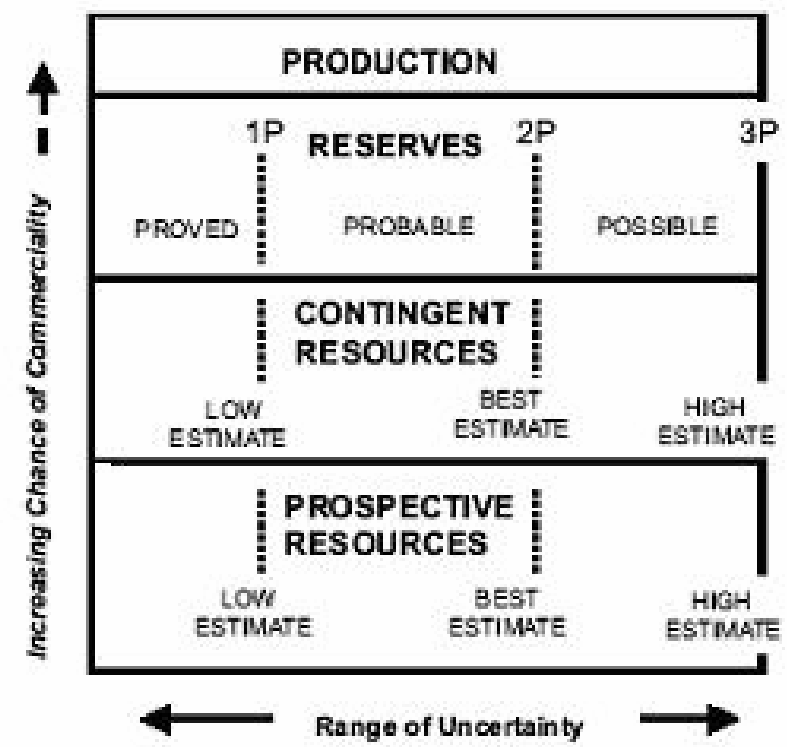 PRODUCTION
1P RESERVES 2P 3P
PROVED PROBABLE POSSIBLE
CONTINGENT
RESOURCES
LOW
ESTIMATE
BEST
ESTIMATE
HIGH
ESTIMATE
PROSPECTIVE
RESOURCES
LOW
ESTIMATE
BEST
ESTIMATE
HIGH
ESTIMATE
Increasing Chance of Commerciality
Range of Uncertainty